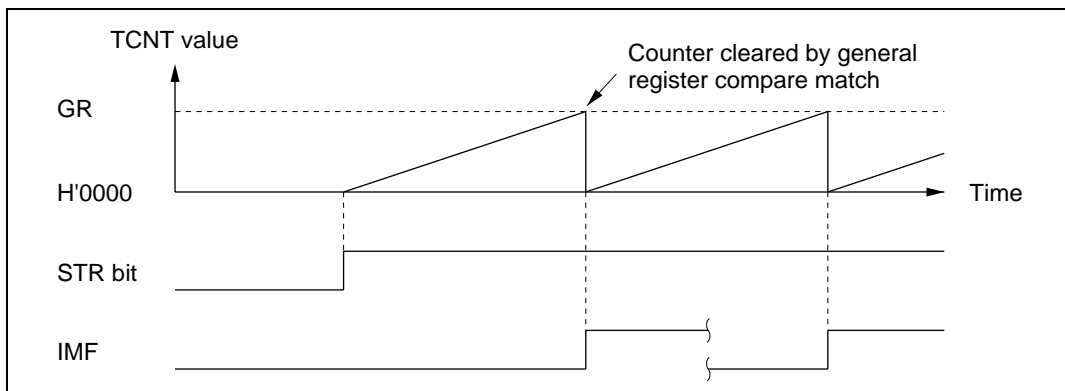 TCNT value
Counter cleared by general
register compare match
GR
H'0000
Time
STR bit
IMF